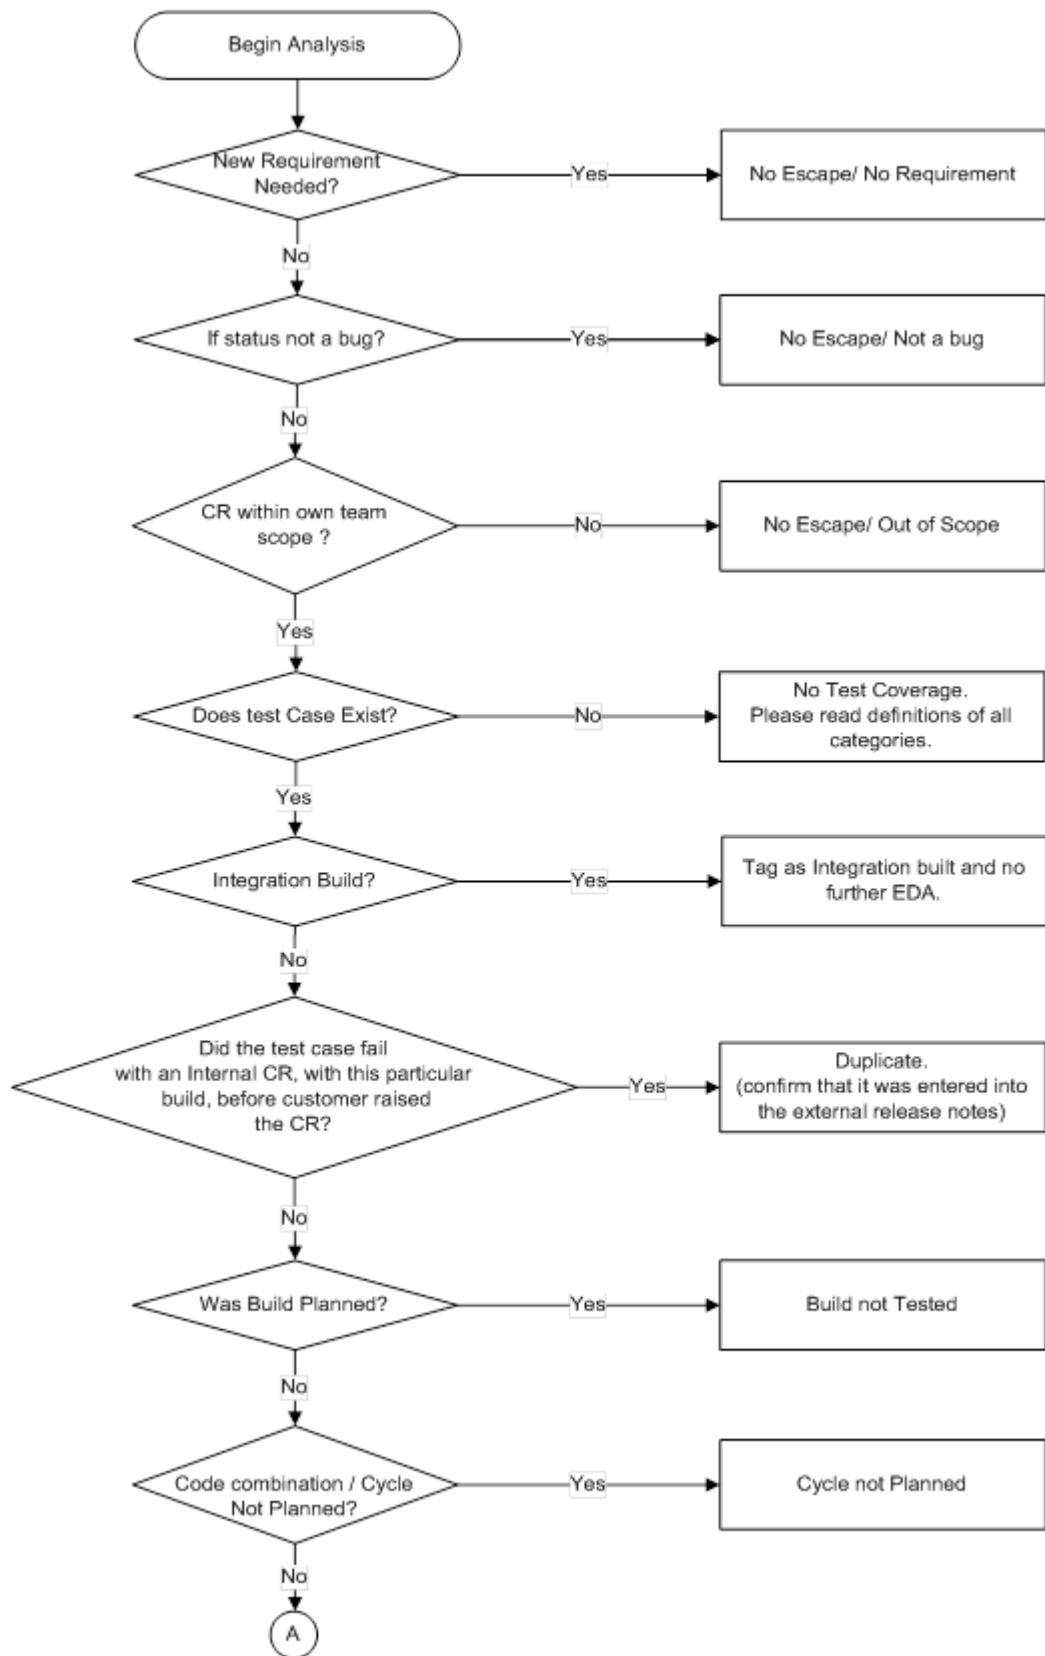 Begin Analysis
New Requirement
Needed?
Yes
No Escape/ No Requirement
No
If status not a bug?
Yes
No Escape/ Not a bug
No
CR within own team
scope ?
No
No Escape/ Out of Scope
Yes
Does test Case Exist?
No
No Test Coverage.
Please read definitions of all
categories.
Yes
Integration Build?
Yes
Tag as Integration built and no
further EDA.
No
Did the test case fail
with an Internal CR, with this particular
build, before customer raised
the CR?
Yes
Duplicate.
(confirm that it was entered into
the external release notes)
No
Was Build Planned?
Yes
Build not Tested
No
Code combination / Cycle
Not Planned?
Yes
Cycle not Planned
No
A